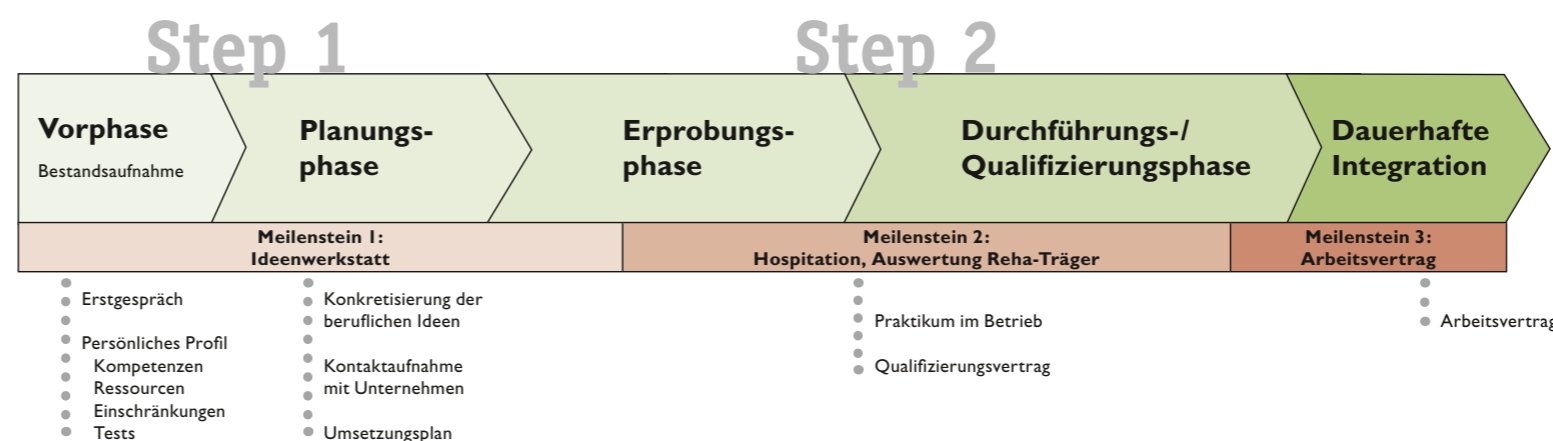 Step 1
Step 2
Vorphase
Bestandsaufnahme
Planungs-
phase
Erprobungs-
phase
Durchführungs-/
Qualifizierungsphase
Dauerhafte
Integration
Meilenstein 1:
Ideenwerkstatt
Meilenstein 2:
Hospitation, Auswertung Reha-Träger
Meilenstein 3:
Arbeitsvertrag
Erstgespräch
Persönliches Profil
Kompetenzen
Ressourcen
Einschränkungen
Tests
Konkretisierung der
beruflichen Ideen
Kontaktaufnahme
mit Unternehmen
Umsetzungsplan
Praktikum im Betrieb
Qualifizierungsvertrag
Arbeitsvertrag